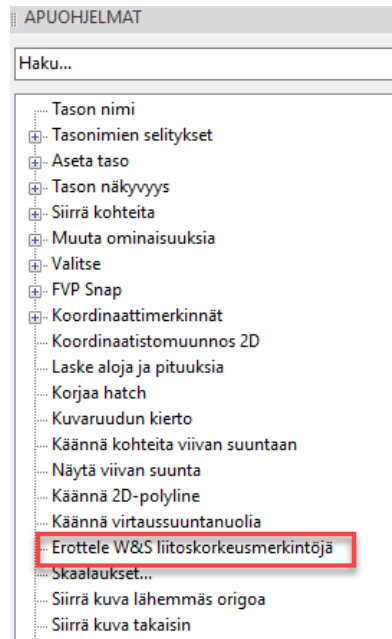 APUOHJELMAT
Haku...
Tason nimi
Tasonimien selitykset
Aseta taso
Tason näkyvyys
Siirrä kohteita
Muuta ominaisuuksia
Valitse
FVP Snap
Koordinaattimerkinnät
Koordinaatistomuunnos 2D
Laske aloja ja pituuksia
Korjaa hatch
Kuvaruudun kierto
Käännä kohteita viivan suuntaan
Näytä viivan suunta
Käännä 2D-polyline
Käännä virtaussuuntanuolia
Erottele W&S liitoskorkeusmerkintöjä
Skaalaukset...
Siirrä kuva lähemmäs origoa
Siirrä kuva takaisin